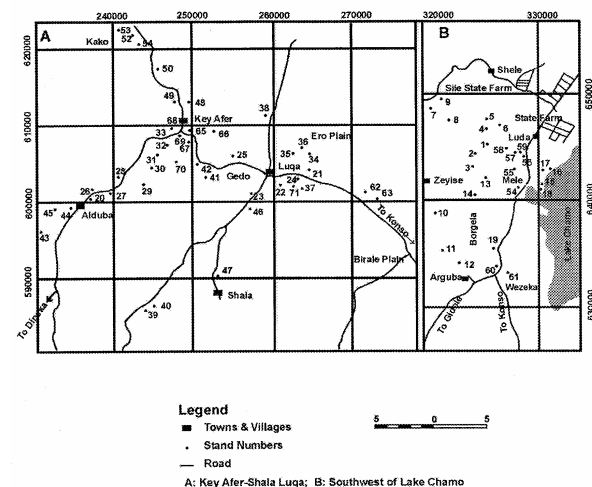 240000 250000 260000 270000
320000 330000
A
B
53
52
54
Kako
620000
50
Shele
Sile State Farm
650000
49 48
9
7 8
38
68 Key Afer
5
4 6
State Farm
610000
33 65 66
69
32 67
Ero Plain
Luda
1
36
35 34
2 58 59
57 56
31
30 70
42 25
Luqa
3
17
16
28
29
41 Gedo
24 21
55
Zeyise
13 Mele
26 27
20
22 71 37
62 63
14 54
18
600000
640000
23
45 44 Alduba
46
To Konso
10
Borgela
Lake Chamo
43
11
19
Birale Plain
12
60 61
47
Arguba
Wezeka
590000
Shala
630000
40
39
To Konso
Legend
Towns & Villages
Stand Numbers
Road
5 0 5
A: Key Afer-Shala Luqa; B: Southwest of Lake Chamo